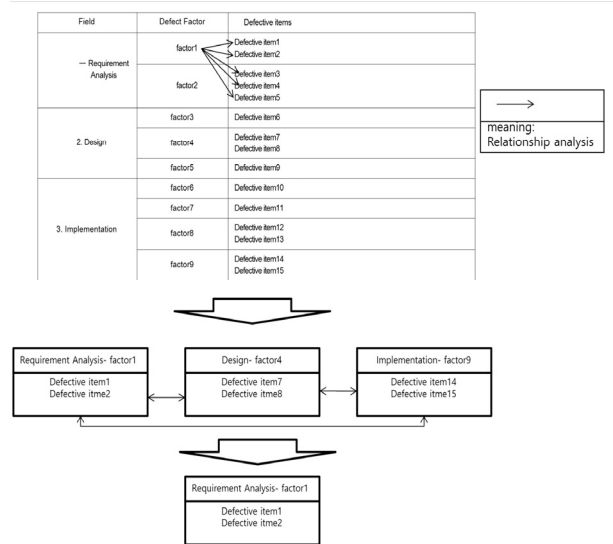 Field Defect Factor Defective items
一 Requirement
Analysis
factor1
Defective item1
Defective item2
factor2
Defective item3
Defective item4
Defective item5
2. Design
factor3
Defective item6
factor4
Defective item7
Defective item8
factor5
Defective item9
3. Implementation
factor6
Defective item10
factor7
Defective item11
factor8
Defective item12
Defective item13
factor9
Defective item14
Defective item15
meaning:
Relationship analysis
Requirement Analysis- factor1
Defective item1
Defective itme2
Design- factor4
Defective item7
Defective itme8
Implementation- factor9
Defective item14
Defective itme15
Requirement Analysis- factor1
Defective item1
Defective itme2